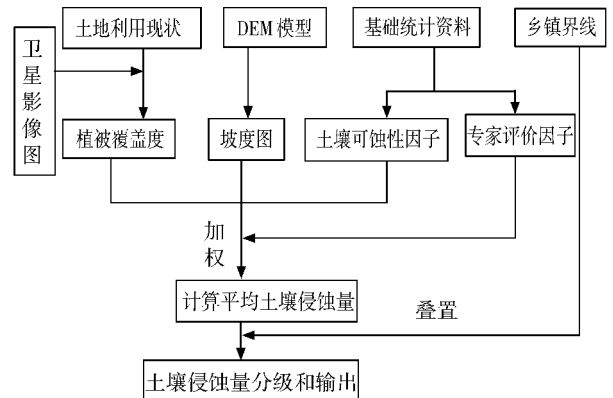 土地利用现状
DEM 模型
基础统计资料
乡镇界线
卫星影像图
植被覆盖度
坡度图
土壤可蚀性因子
专家评价因子
加权
计算平均土壤侵蚀量
叠置
土壤侵蚀量分级和输出